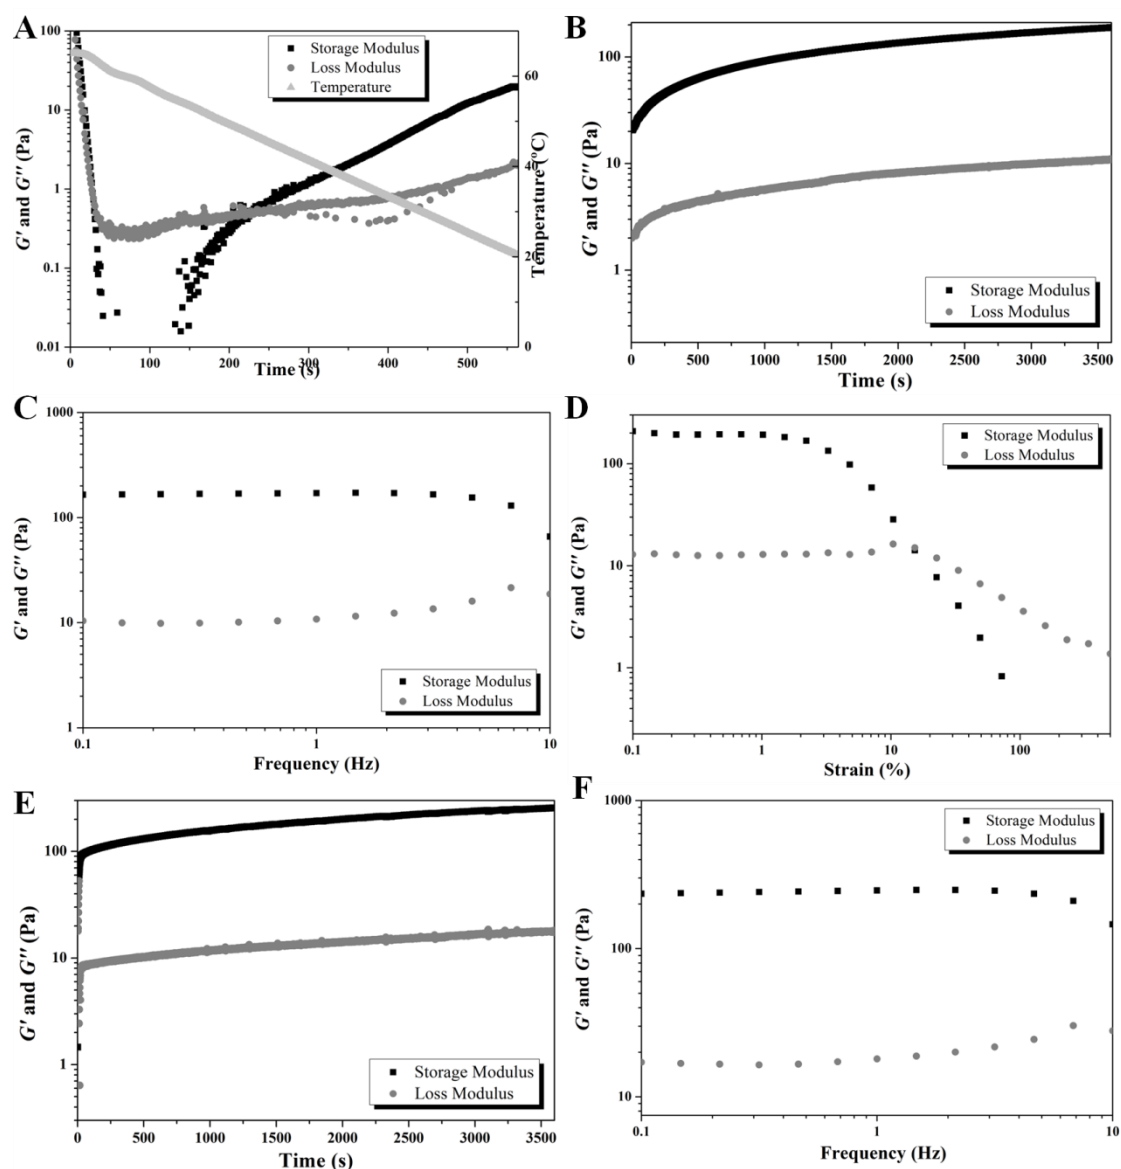 A
100
10
1
0.1
0.01
G' and G'' (Pa)
Storage Modulus
Loss Modulus
Temperature
60
40
20
0
Temperature (°C)
0 100 200 300 400 500
Time (s)
B
100
10
1
G' and G'' (Pa)
Storage Modulus
Loss Modulus
0 500 1000 1500 2000 2500 3000 3500
Time (s)
C
1000
100
10
1
G' and G'' (Pa)
Storage Modulus
Loss Modulus
0.1 1 10
Frequency (Hz)
D
100
10
1
G' and G'' (Pa)
Storage Modulus
Loss Modulus
0.1 1 10 100
Strain (%)
E
100
10
1
G' and G'' (Pa)
Storage Modulus
Loss Modulus
0 500 1000 1500 2000 2500 3000 3500
Time (s)
F
1000
100
10
G' and G'' (Pa)
Storage Modulus
Loss Modulus
0.1 1 10
Frequency (Hz)